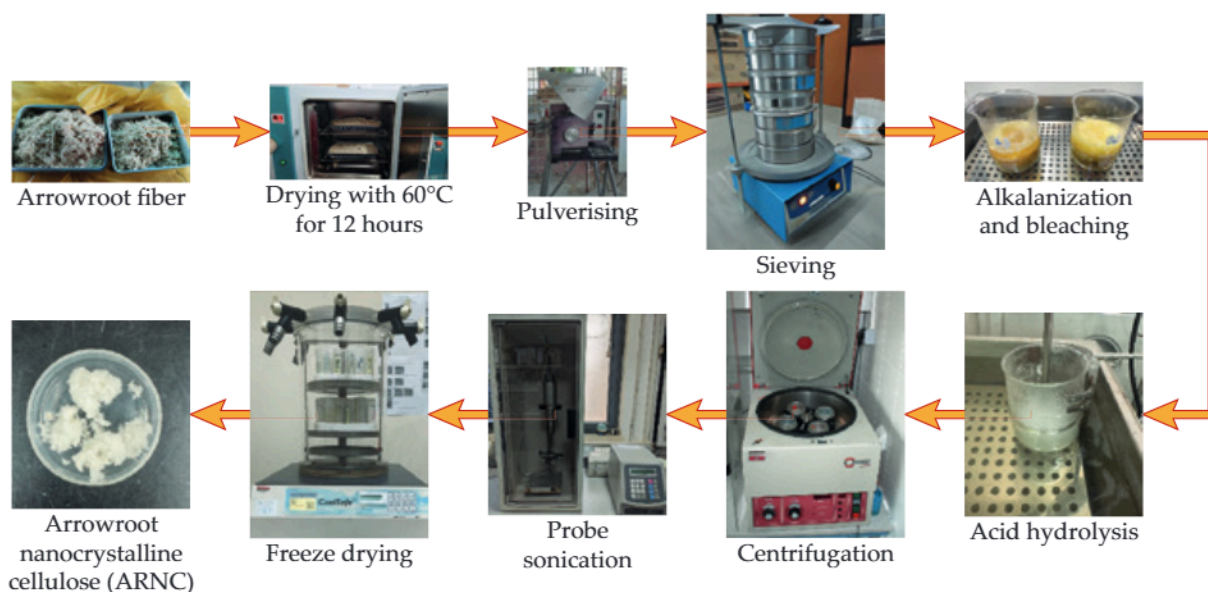 Arrowroot fiber
Drying with 60°C
for 12 hours
Pulverising
Sieving
Alkalanization
and bleaching
Acid hydrolysis
Centrifugation
Probe
sonication
Freeze drying
Arrowroot
nanocrystalline
cellulose (ARNC)